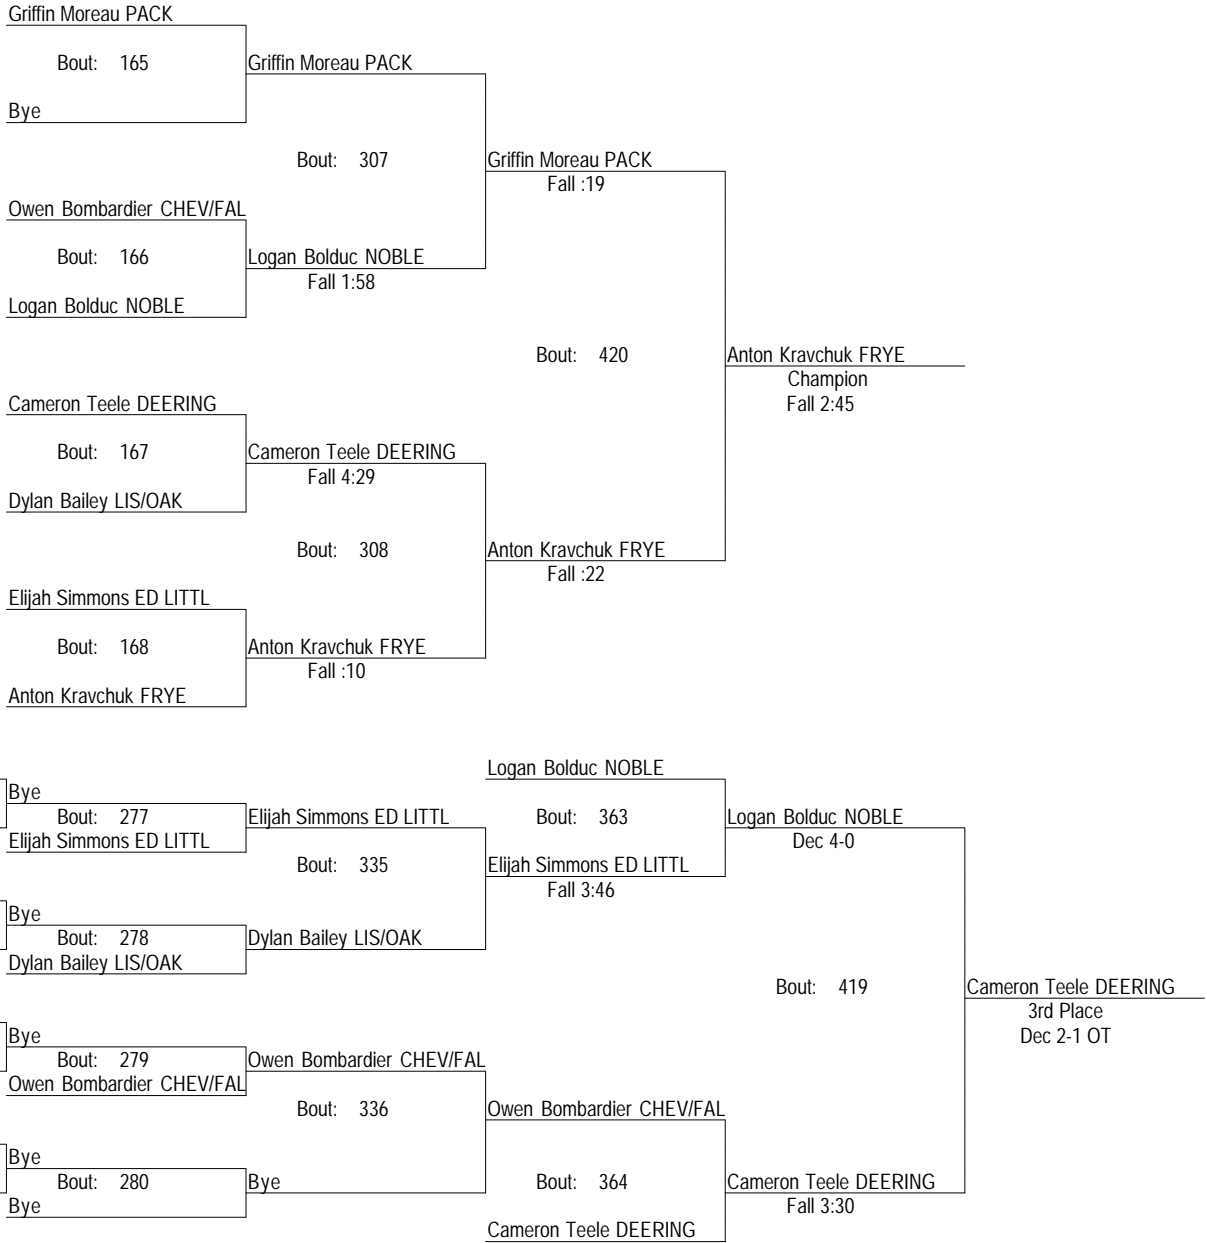 Griffin Moreau PACK
Bout: 165 Griffin Moreau PACK
Bye
Bout: 307 Griffin Moreau PACK
Fall :19
Owen Bombardier CHEV/FAL
Bout: 166 Logan Bolduc NOBLE
Fall 1:58
Logan Bolduc NOBLE
Bout: 420 Anton Kravchuk FRYE
Champion
Cameron Teele DEERING Fall 2:45
Bout: 167 Cameron Teele DEERING
Fall 4:29
Dylan Bailey LIS/OAK
Bout: 308 Anton Kravchuk FRYE
Fall :22
Elijah Simmons ED LITTL
Bout: 168 Anton Kravchuk FRYE
Fall :10
Anton Kravchuk FRYE
Logan Bolduc NOBLE
Bye
Bout: 277 Elijah Simmons ED LITTL Bout: 363 Logan Bolduc NOBLE
Elijah Simmons ED LITTL Dec 4-0
Bout: 335 Elijah Simmons ED LITTL
Fall 3:46
Bye
Bout: 278 Dylan Bailey LIS/OAK
Dylan Bailey LIS/OAK
Bout: 419 Cameron Teele DEERING
3rd Place
Bye Dec 2-1 OT
Bout: 279 Owen Bombardier CHEV/FAL
Owen Bombardier CHEV/FAL
Bout: 336 Owen Bombardier CHEV/FAL
Bye
Bout: 280 Bye Bout: 364 Cameron Teele DEERING
Bye Fall 3:30
Cameron Teele DEERING